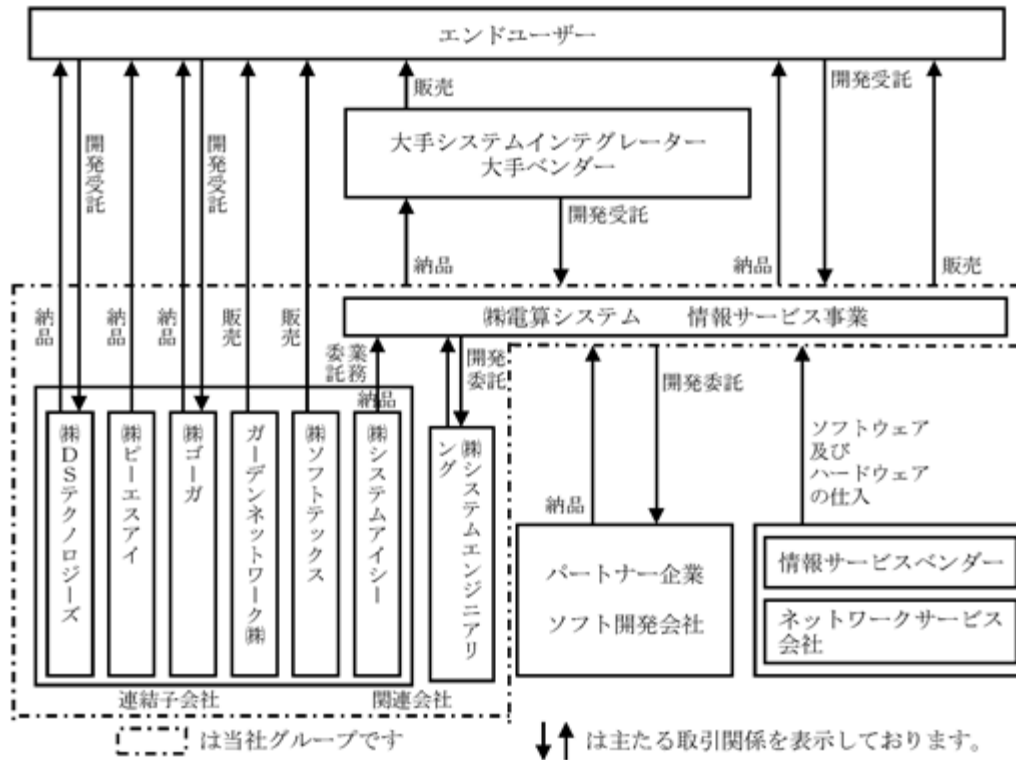 エンドユーザー
販売
開発受託
開発受託
開発受託
大手システムインテグレーター
大手ベンダー
開発受託
納品
納品
販売
納品
納品
納品
販売
販売
㈱電算システム 情報サービス事業
業務
委託
納品
開発
委託
開発委託
ソフトウェア
及び
ハードウェア
の仕入
納品
㈱DSテクノロジーズ
㈱ピーエスアイ
㈱ゴーガ
ガーデンネットワーク㈱
㈱ソフトテックス
㈱システムアイシー
㈱システムエンジニアリ
ング
パートナー企業
ソフト開発会社
情報サービスベンダー
ネットワークサービス
会社
連結子会社
関連会社
は当社グループです
は主たる取引関係を表示しております。